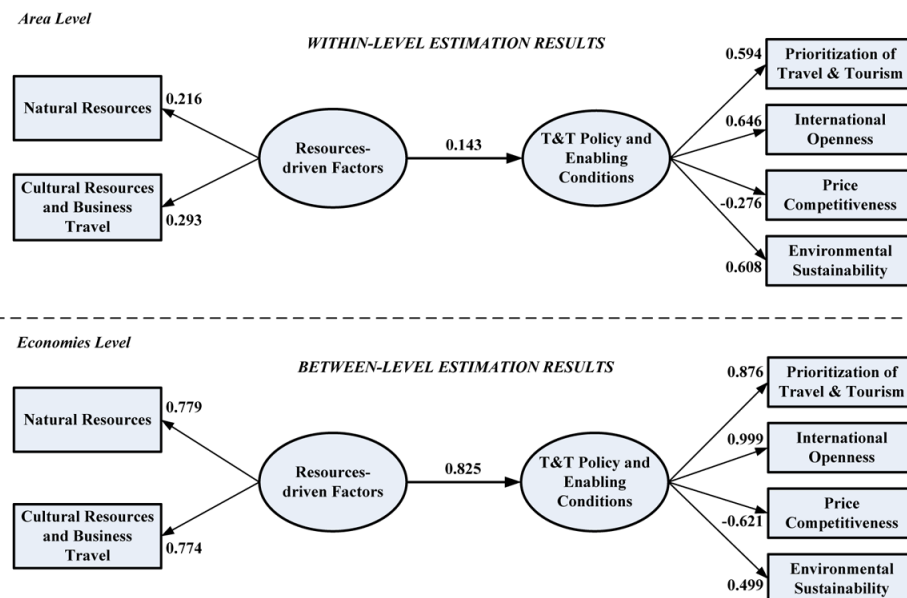 Area Level
WITHIN-LEVEL ESTIMATION RESULTS
Natural Resources
0.216
Cultural Resources
and Business
Travel
0.293
Resources-
driven Factors
0.143
T&T Policy and
Enabling
Conditions
0.594
Prioritization of
Travel & Tourism
0.646
International
Openness
-0.276
Price
Competitiveness
0.608
Environmental
Sustainability
Economies Level
BETWEEN-LEVEL ESTIMATION RESULTS
Natural Resources
0.779
Cultural Resources
and Business
Travel
0.774
Resources-
driven Factors
0.825
T&T Policy and
Enabling
Conditions
0.876
Prioritization of
Travel & Tourism
0.999
International
Openness
-0.621
Price
Competitiveness
0.499
Environmental
Sustainability